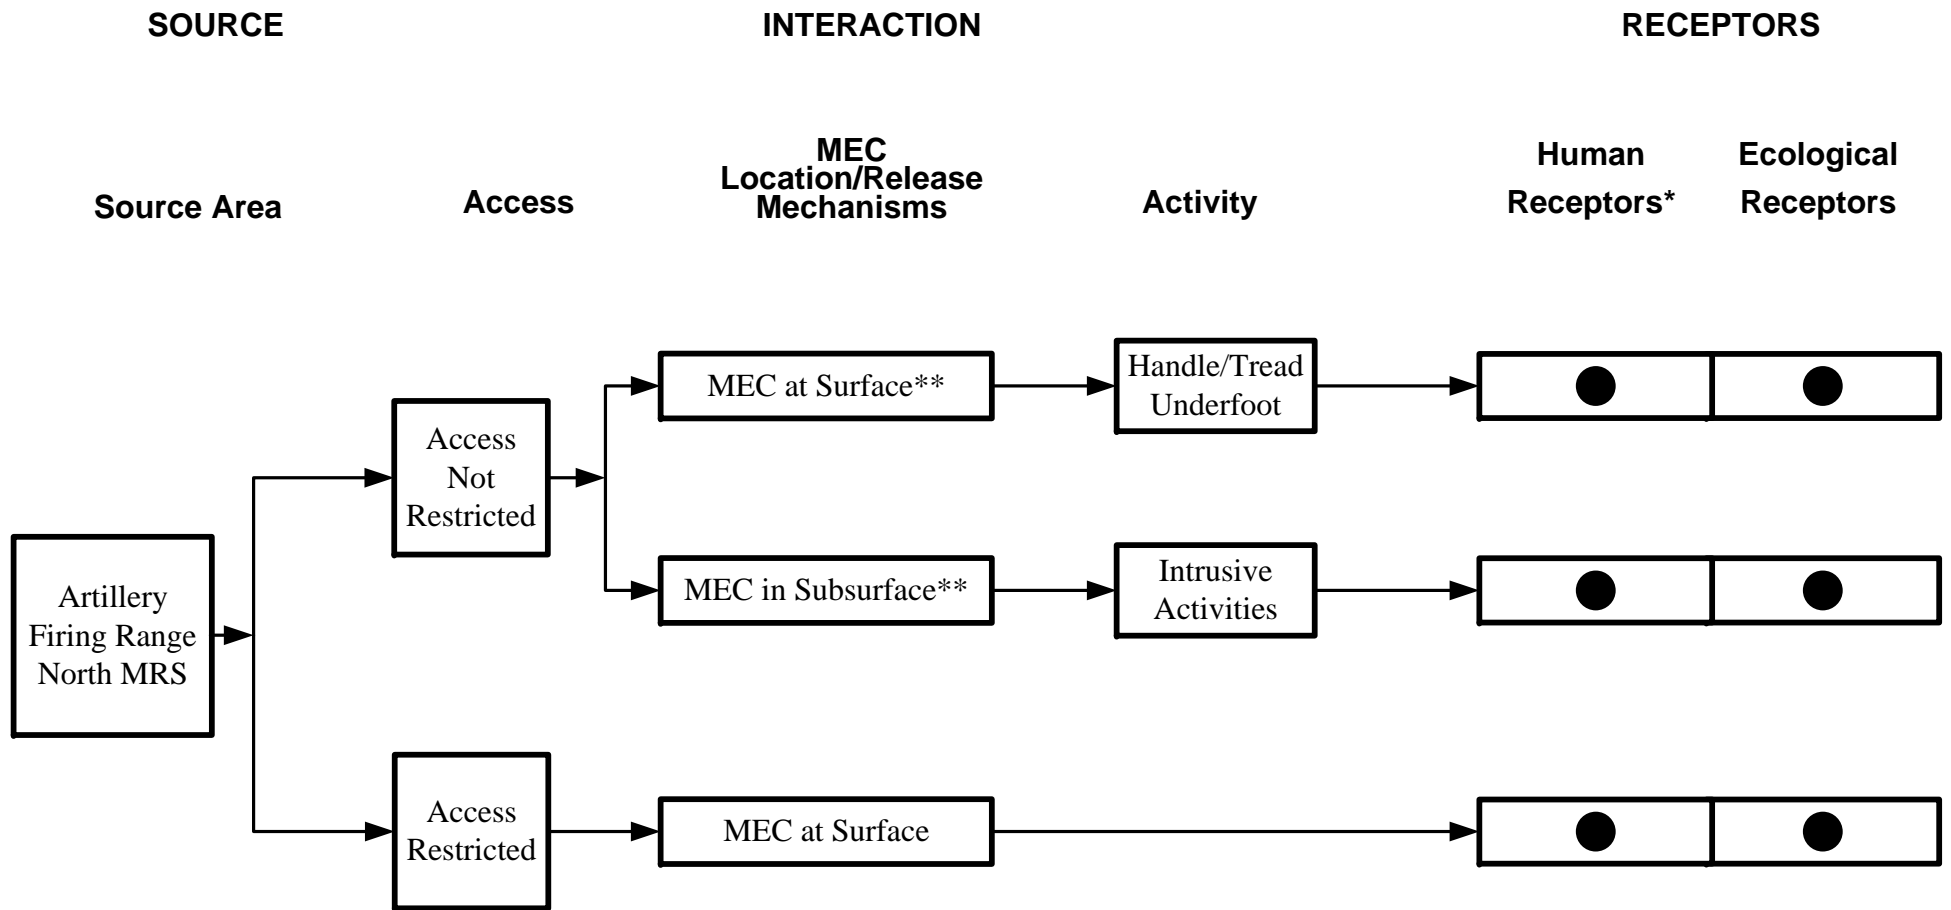 SOURCE
INTERACTION
RECEPTORS
Source Area
Access
MEC
Location/Release
Mechanisms
Activity
Human
Receptors*
Ecological
Receptors
Artillery
Firing Range
North MRS
Access
Not
Restricted
MEC at Surface**
Handle/Tread
Underfoot
MEC in Subsurface**
Intrusive
Activities
Access
Restricted
MEC at Surface